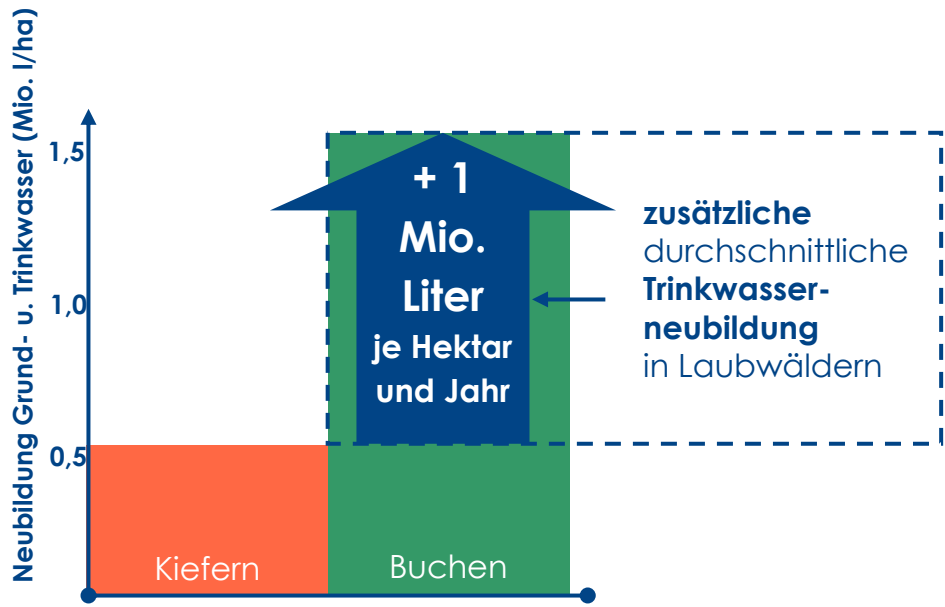 Neubildung Grund- u. Trinkwasser (Mio. l/ha)
1,5
1,0
0,5
+ 1
Mio.
Liter
je Hektar
und Jahr
zusätzliche
durchschnittliche
Trinkwasser-
neubildung
in Laubwäldern
Kiefern
Buchen